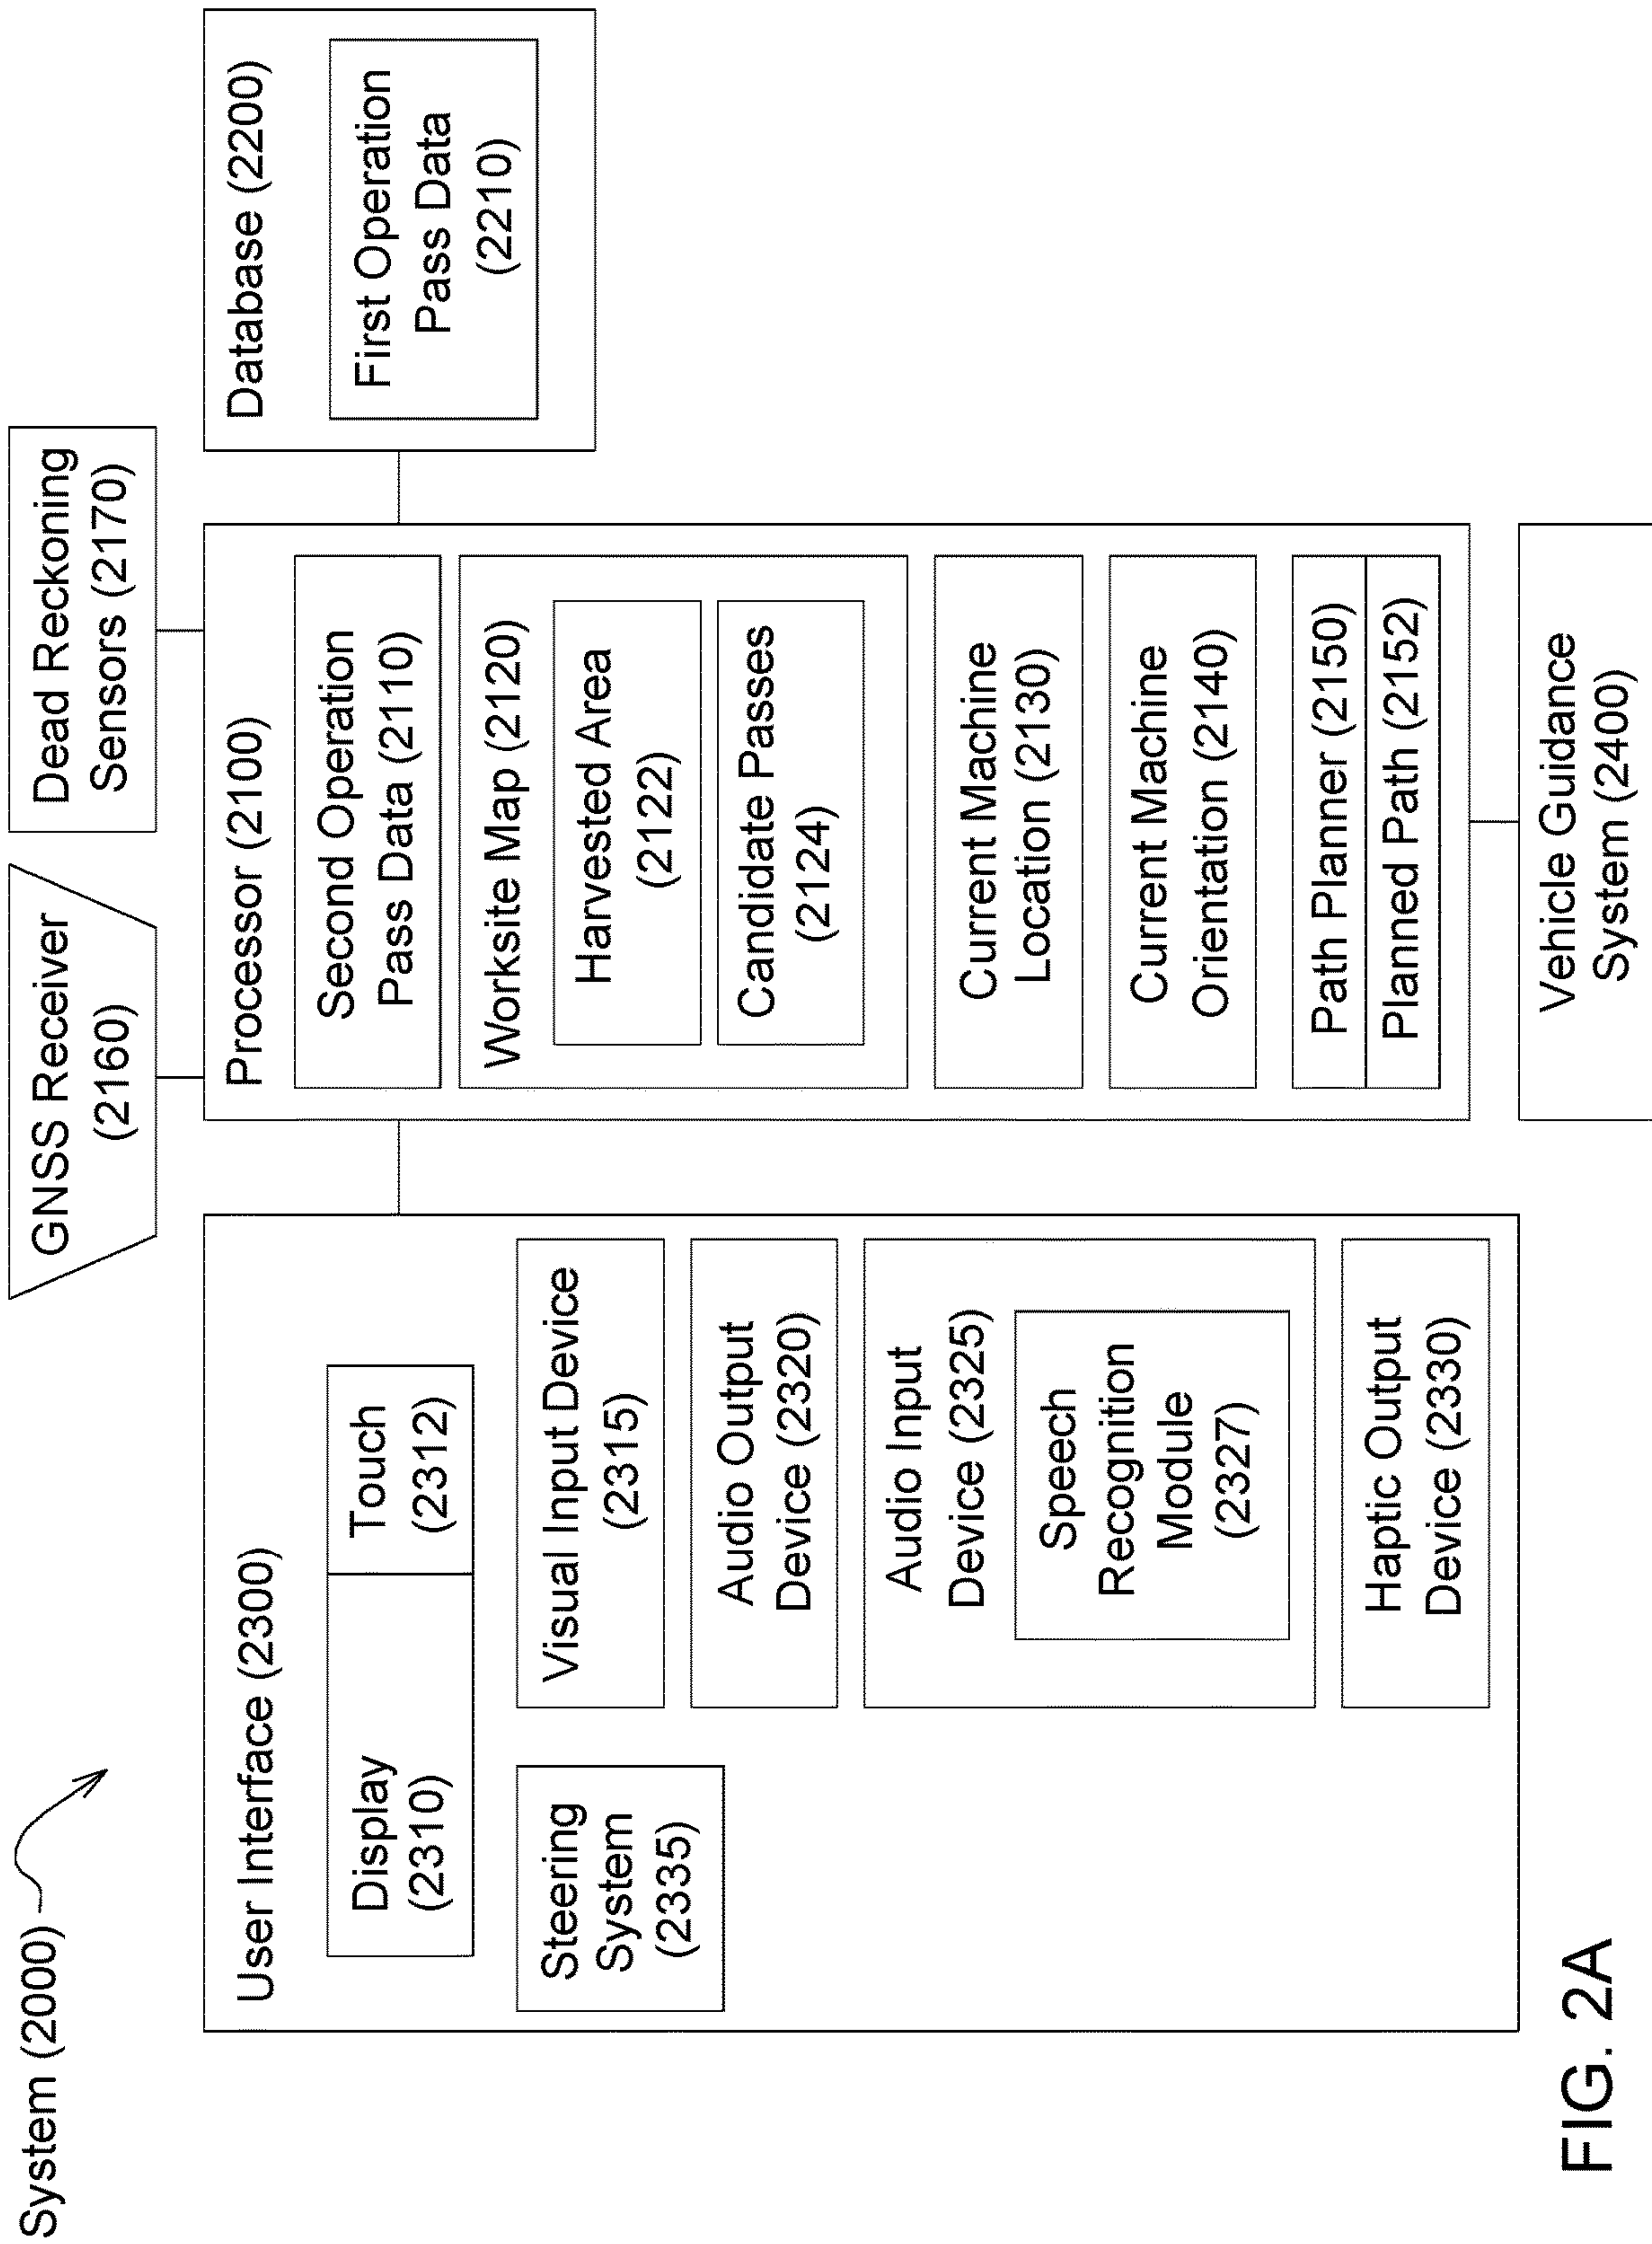 System (2000)
GNSS Receiver
(2160)
Dead Reckoning
Sensors (2170)
User Interface (2300)
Display
(2310)
Touch
(2312)
Steering
System
(2335)
Visual Input Device
(2315)
Audio Output
Device (2320)
Audio Input
Device (2325)
Speech
Recognition
Module
(2327)
Haptic Output
Device (2330)
Processor (2100)
Second Operation
Pass Data (2110)
Worksite Map (2120)
Harvested Area
(2122)
Candidate Passes
(2124)
Current Machine
Location (2130)
Current Machine
Orientation (2140)
Path Planner (2150)
Planned Path (2152)
Database (2200)
First Operation
Pass Data
(2210)
Vehicle Guidance
System (2400)
FIG. 2A